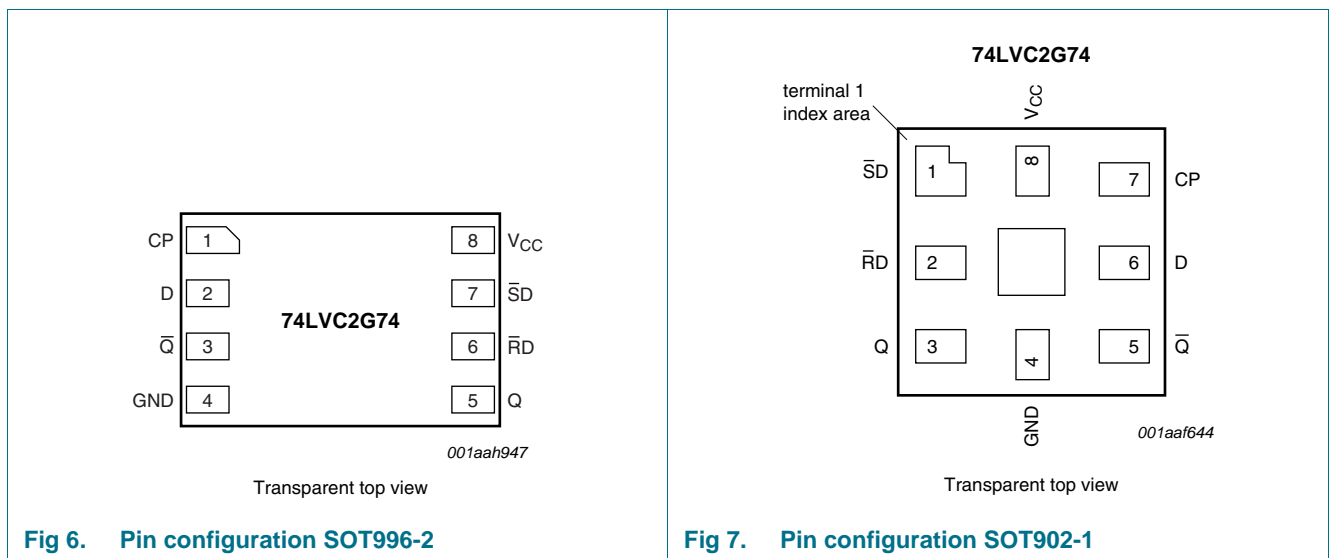 CP 1 8 VCC
D 2 7 S̅D
74LVC2G74
Q̅ 3 6 R̅D
GND 4 5 Q
001aah947
Transparent top view
Fig 6. Pin configuration SOT996-2
74LVC2G74
terminal 1
index area
VCC
S̅D 1 8 7 CP
R̅D 2 6 D
Q 3 4 5 Q̅
GND
001aaf644
Transparent top view
Fig 7. Pin configuration SOT902-1